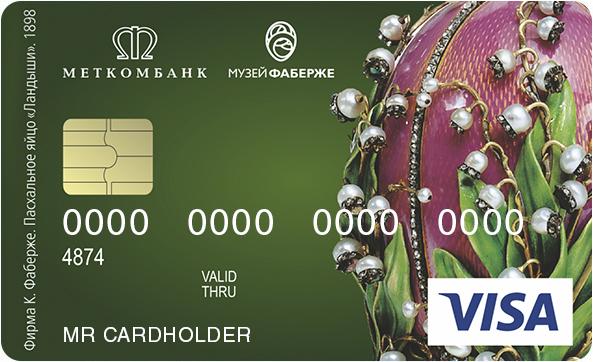 Фирма К. Фаберже. Пасхальное яйцо «Ландыши». 1898
МЕТКОМБАНК
МУЗЕЙ ФАБЕРЖЕ
0000 0000 0000 0000
4874
VALID
THRU
MR CARDHOLDER
VISA